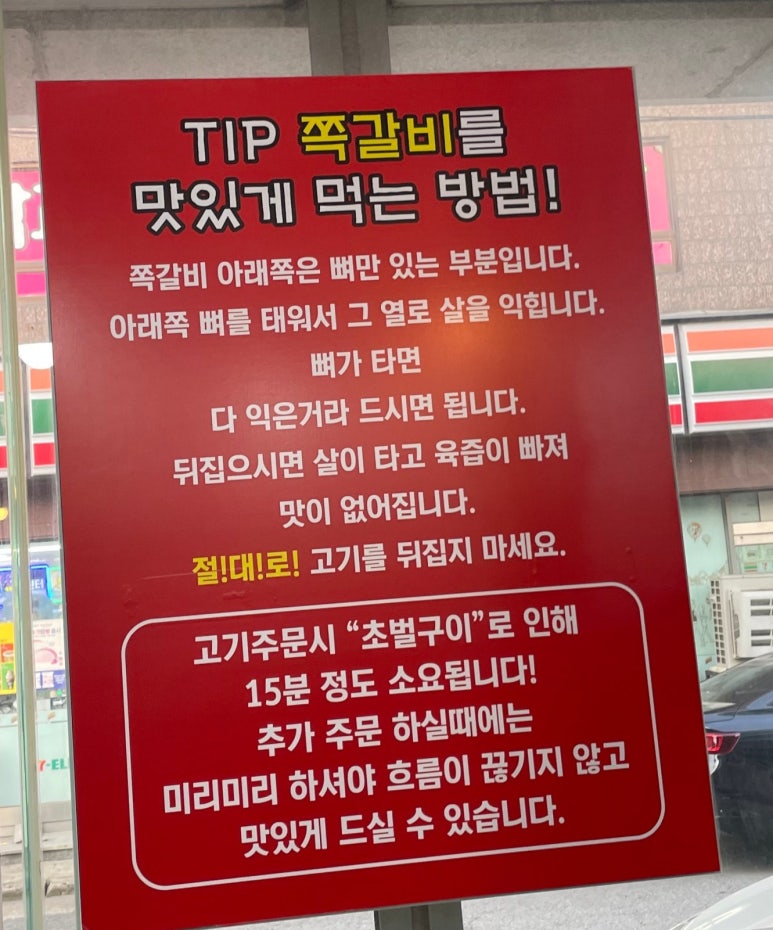 TIP 쪽갈비를
맛있게 먹는 방법!
쪽갈비 아래쪽은 뼈만 있는 부분입니다.
아래쪽 뼈를 태워서 그 열로 살을 익힙니다.
뼈가 타면
다 익은거라 드시면 됩니다.
뒤집으시면 살이 타고 육즙이 빠져
맛이 없어집니다.
절!대!로! 고기를 뒤집지 마세요.
고기주문시 “초벌구이”로 인해
15분 정도 소요됩니다!
추가 주문 하실때에는
미리미리 하셔야 흐름이 끊기지 않고
맛있게 드실 수 있습니다.
7-EL